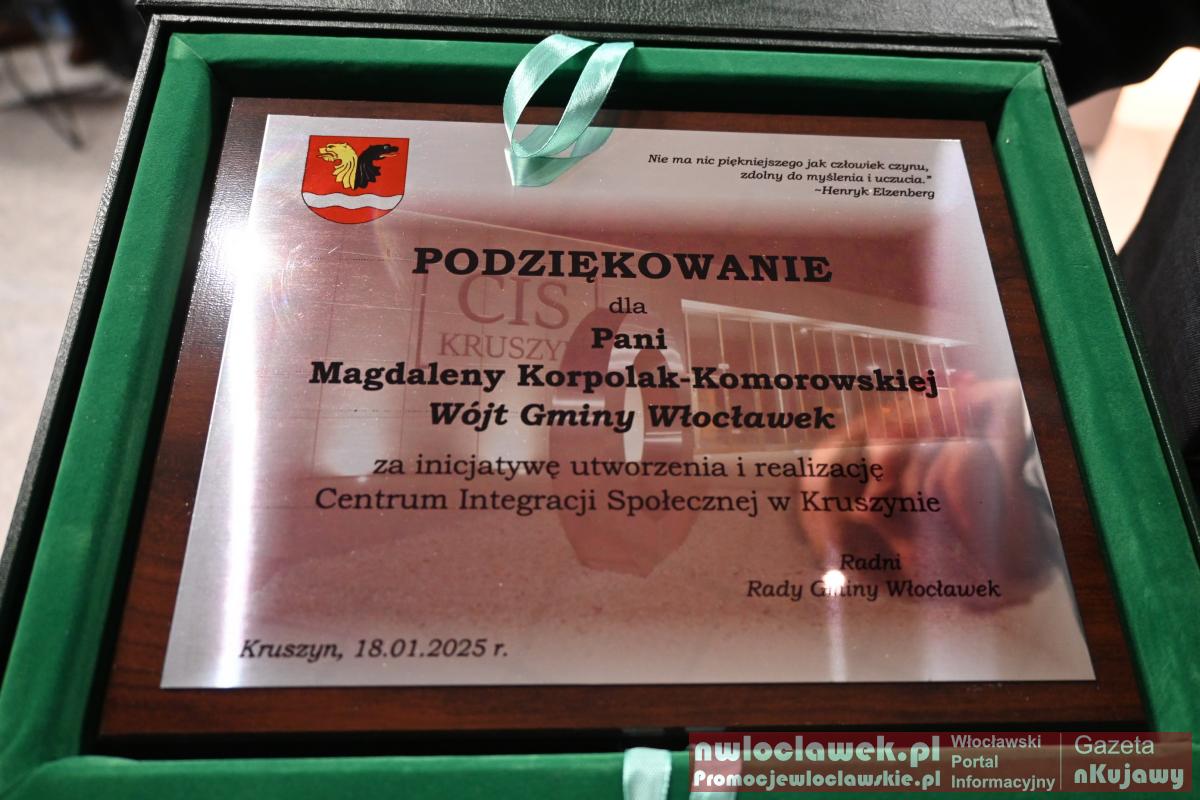 Nie ma nic piękniejszego jak człowiek czynu,
zdolny do myślenia i uczucia.”
~Henryk Elzenberg
PODZIĘKOWANIE
dla
CIS
KRUSZY
Pani
Magdaleny Korpolak-Komorowskiej
Wójt Gminy Włocławek
za inicjatywę utworzenia i realizację
Centrum Integracji Społecznej w Kruszynie
Radni
Rady Gminy Włocławek
Kruszyn, 18.01.2025 r.
nwloclawek.pl
Promocjewloclawskie.pl
Włocławski
Portal
Informacyjny
Gazeta
nKujawy